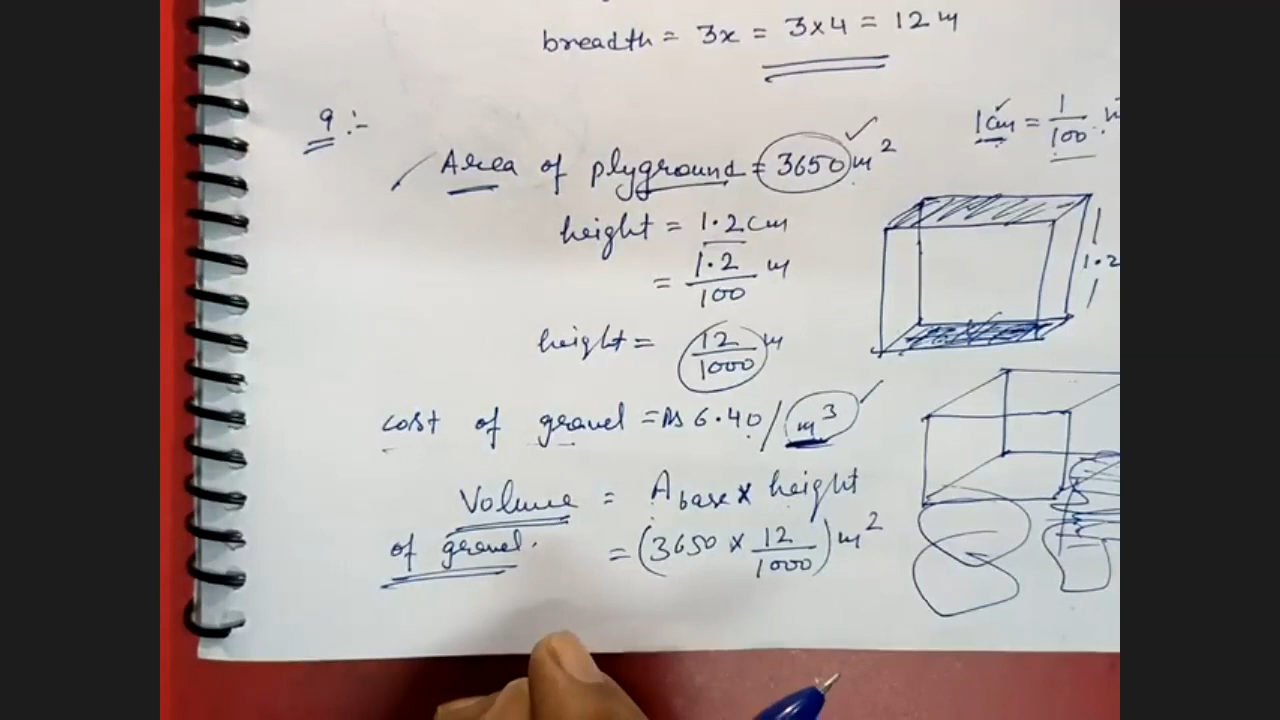 breadth = 3x = 3×4 = 12 m
9 :-
1cm = 1/100 m
Area of plyground = 3650 m²
height = 1.2 cm
= 1.2/100 m
1.2
height = 12/1000 m
cost of gravel = Rs 6.40/m³
Volume = A base × height
of gravel. = (3650 × 12/1000) m²